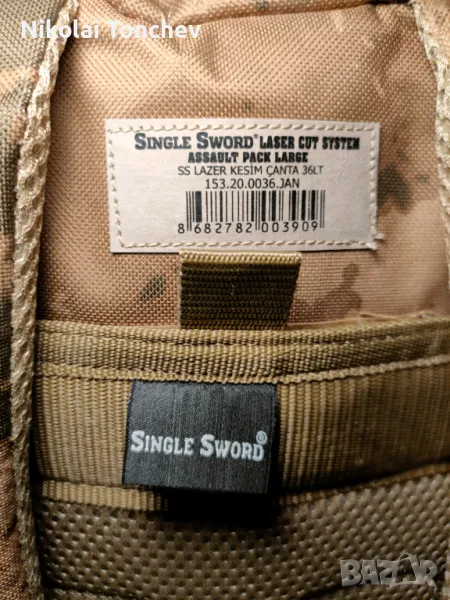 Nikolai Tonchev
SINGLE SWORD® LASER CUT SYSTEM
ASSAULT PACK LARGE
SS LAZER KESİM ÇANTA 36LT
153.20.0036.JAN
8 682782 003909
SINGLE SWORD®
BAZAR